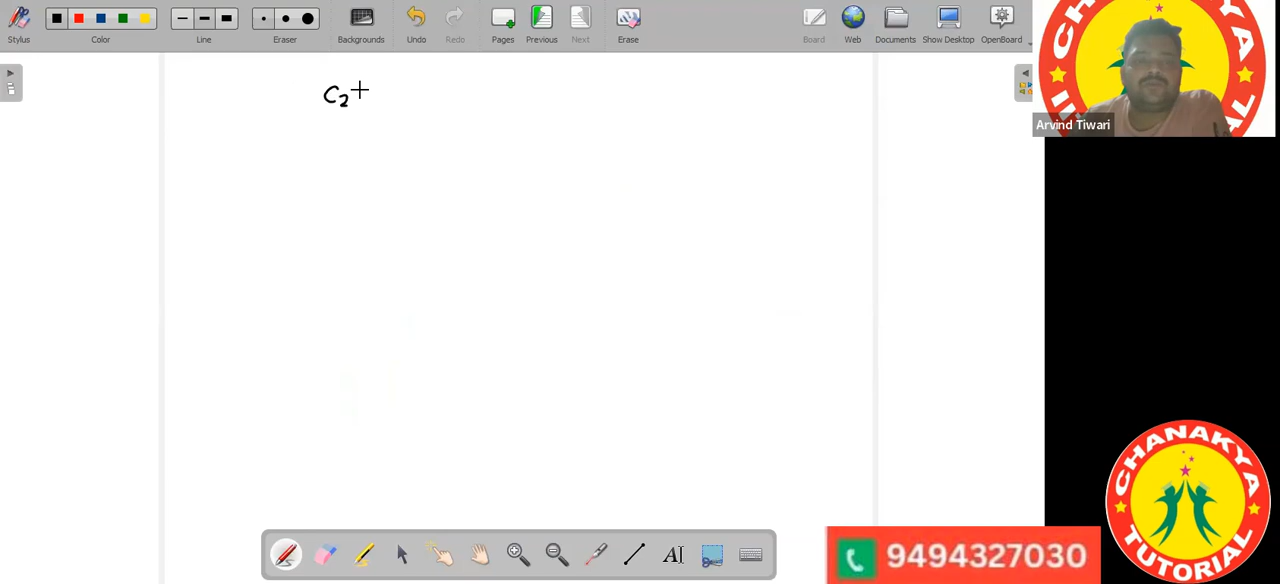 Stylus Color Line Eraser Backgrounds Undo Redo Pages Previous Next Erase Board Web Documents Show Desktop OpenBoard
C₂
Arvind Tiwari
CHANAKYA
TUTORIAL
9494327030